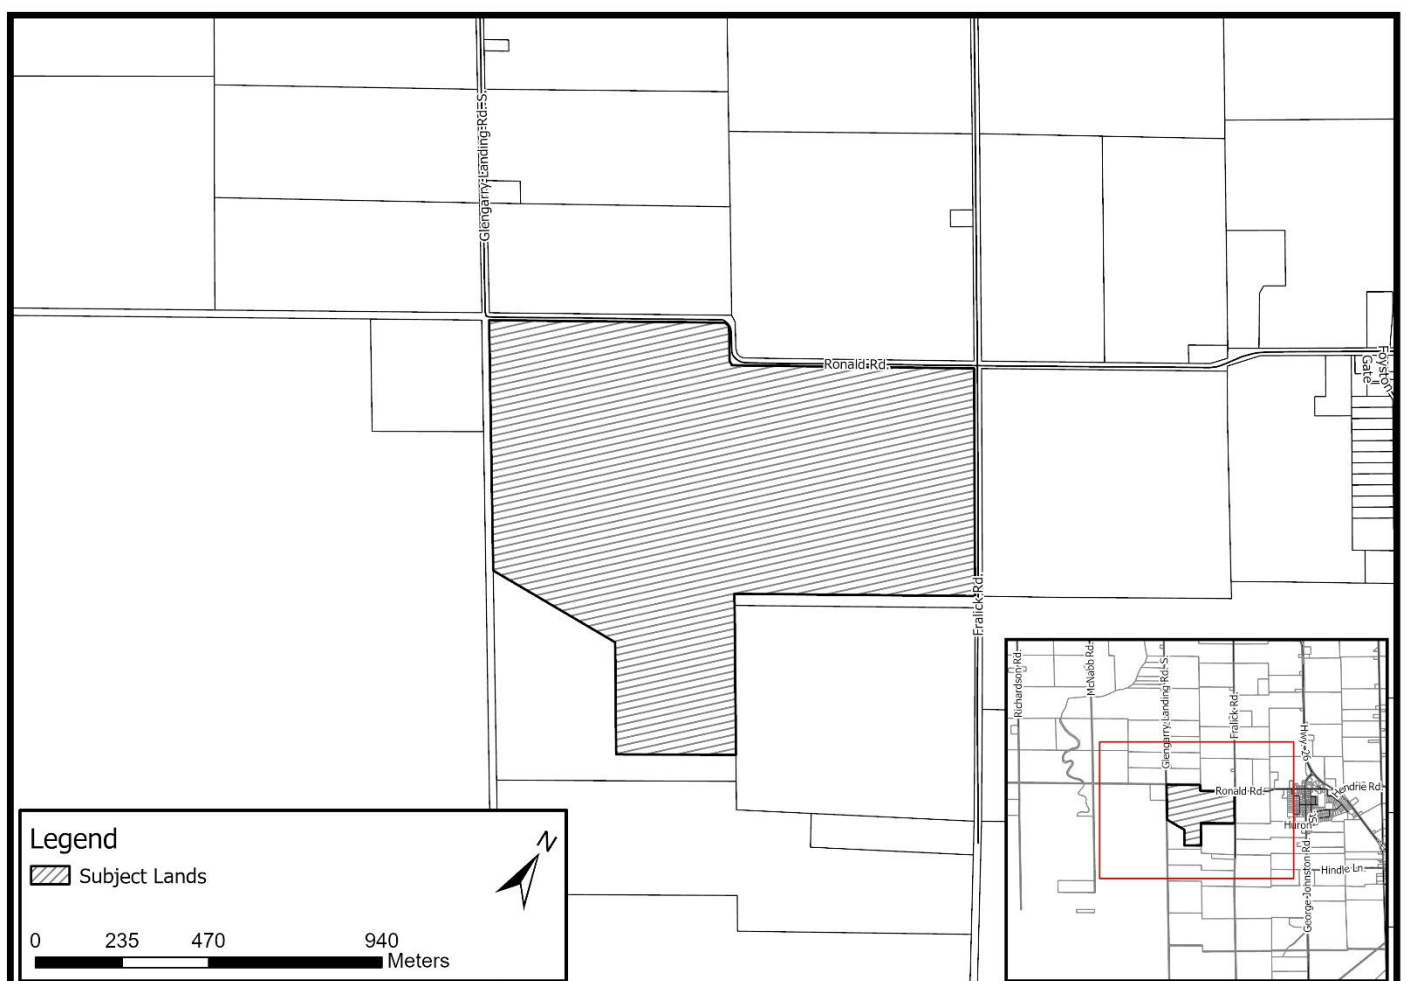 Glengarry Landing Rd. S.
Ronald Rd.
Foyston
Gate
Fralick Rd.
Legend
Subject Lands
N
0 235 470 940
Meters
Richardson Rd.
McNabb Rd.
Glengarry Landing Rd. S.
Fralick Rd.
Hwy. 26
Ronald Rd.
Hendrie Rd.
Huron
George Johnston Rd.
Hindle Ln.